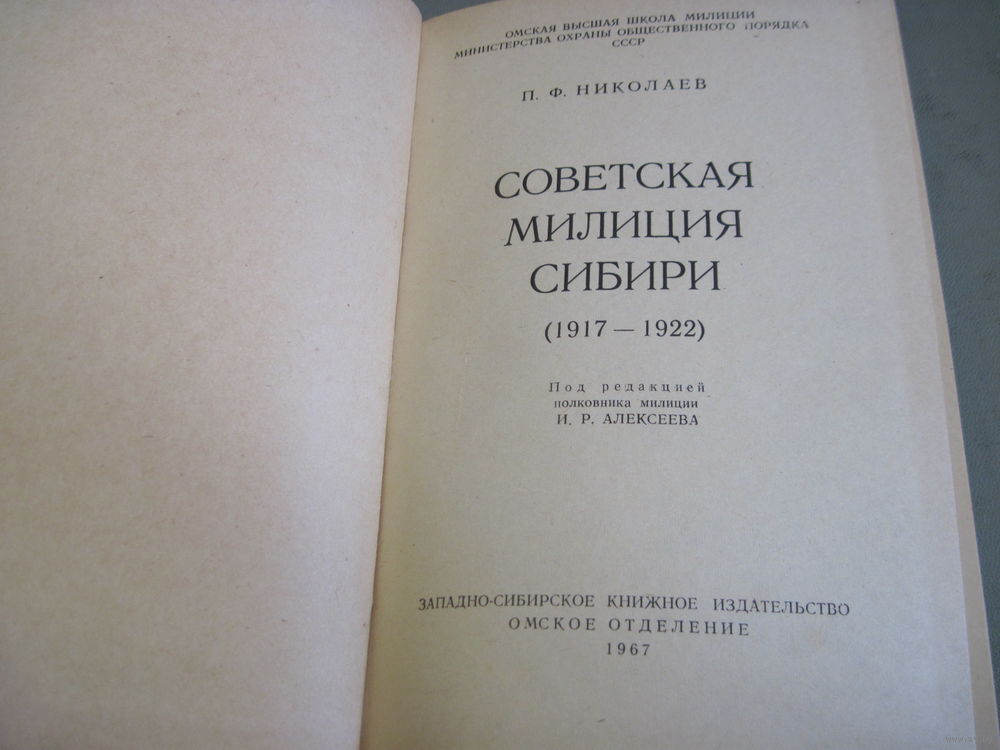 ОМСКАЯ ВЫСШАЯ ШКОЛА МИЛИЦИИ
МИНИСТЕРСТВА ОХРАНЫ ОБЩЕСТВЕННОГО ПОРЯДКА
СССР
П. Ф. НИКОЛАЕВ
СОВЕТСКАЯ
МИЛИЦИЯ
СИБИРИ
(1917 — 1922)
Под редакцией
полковника милиции
И. Р. АЛЕКСЕЕВА
ЗАПАДНО-СИБИРСКОЕ КНИЖНОЕ ИЗДАТЕЛЬСТВО
ОМСКОЕ ОТДЕЛЕНИЕ
1967